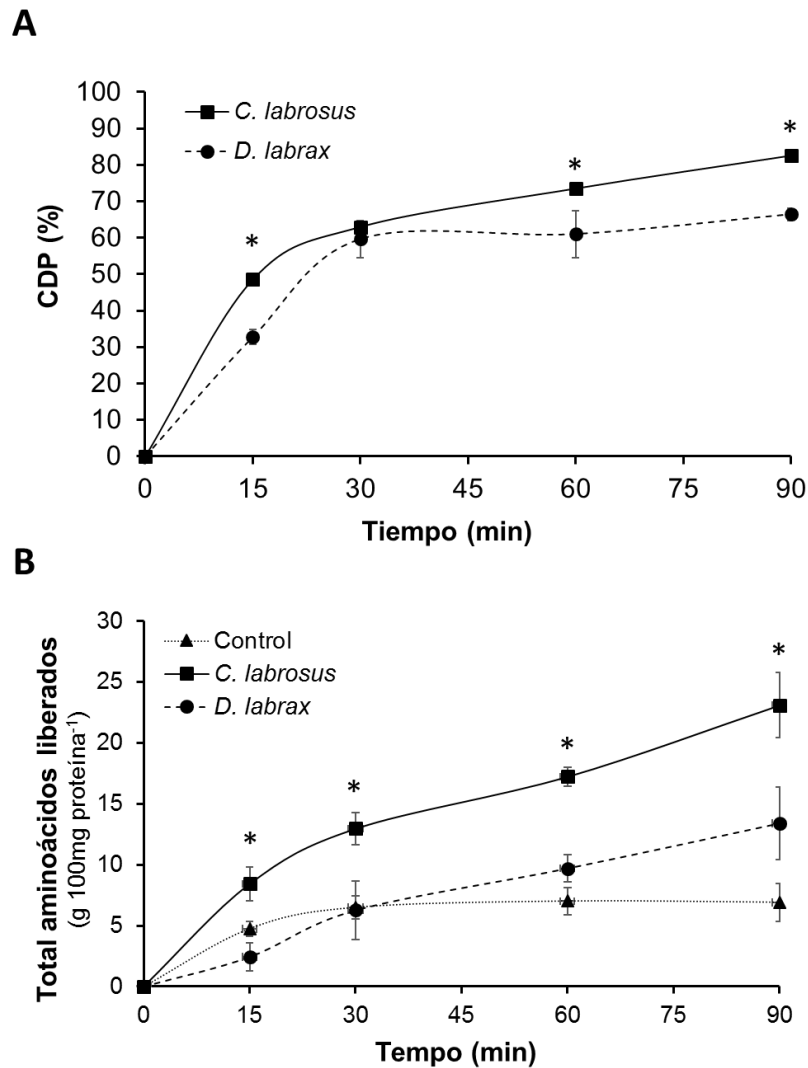 A
100
90
80
70
60
50
40
30
20
10
0
CDP (%)
C. labrosus
D. labrax
*
*
*
0 15 30 45 60 75 90
Tiempo (min)
B
30
25
20
15
10
5
0
Total aminoácidos liberados
(g 100mg proteína⁻¹)
Control
C. labrosus
D. labrax
*
*
*
*
0 15 30 45 60 75 90
Tempo (min)